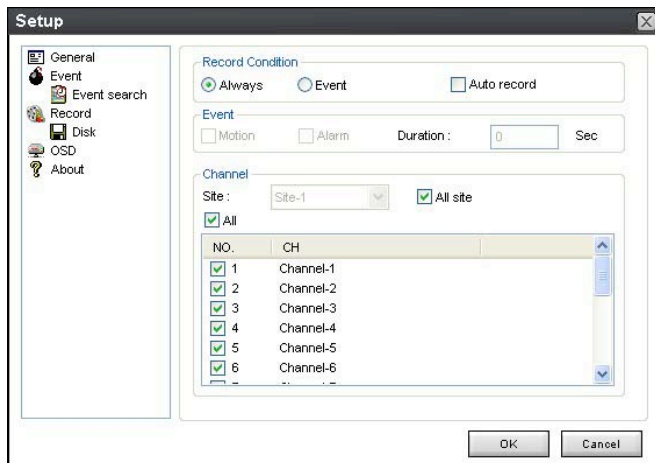 Setup
General
Event
Event search
Record
Disk
OSD
About
Record Condition
Always Event Auto record
Event
Motion Alarm Duration : 0 Sec
Channel
Site : Site-1 All site
All
NO. CH
1 Channel-1
2 Channel-2
3 Channel-3
4 Channel-4
5 Channel-5
6 Channel-6
OK Cancel